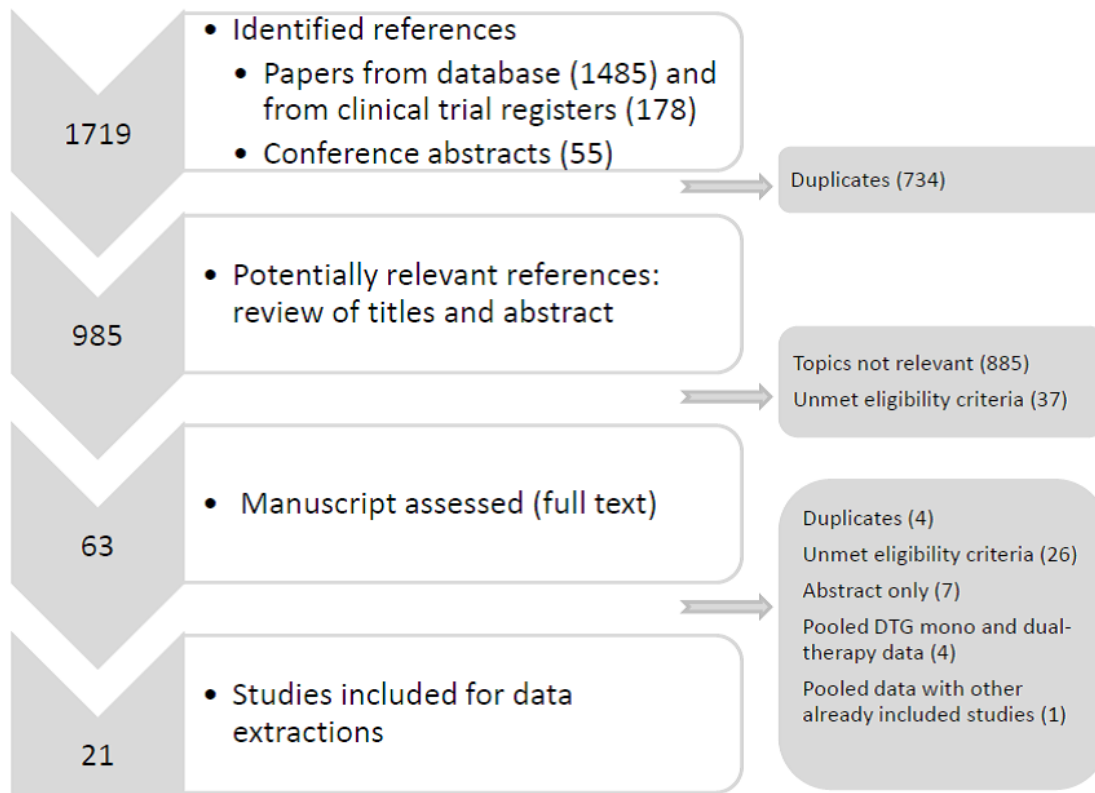 1719
• Identified references
• Papers from database (1485) and
from clinical trial registers (178)
• Conference abstracts (55)
Duplicates (734)
985
• Potentially relevant references:
review of titles and abstract
Topics not relevant (885)
Unmet eligibility criteria (37)
63
• Manuscript assessed (full text)
Duplicates (4)
Unmet eligibility criteria (26)
Abstract only (7)
Pooled DTG mono and dual-
therapy data (4)
Pooled data with other
already included studies (1)
21
• Studies included for data
extractions